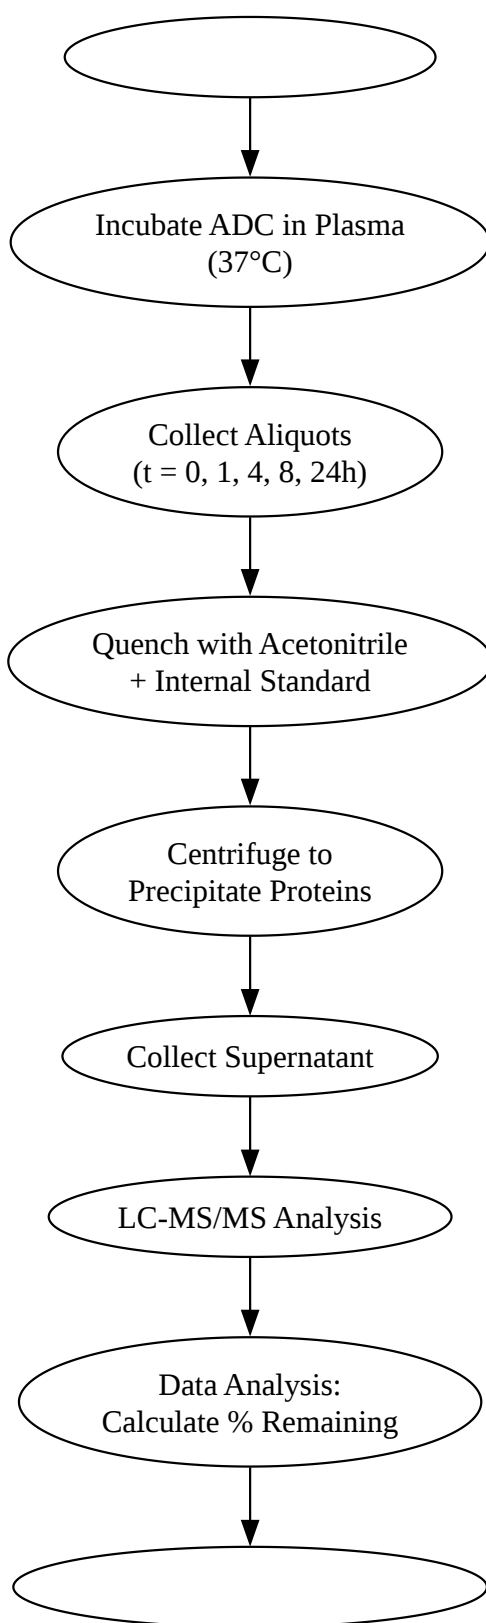 Incubate ADC in Plasma
(37°C)
Collect Aliquots
(t = 0, 1, 4, 8, 24h)
Quench with Acetonitrile
+ Internal Standard
Centrifuge to
Precipitate Proteins
Collect Supernatant
LC-MS/MS Analysis
Data Analysis:
Calculate % Remaining